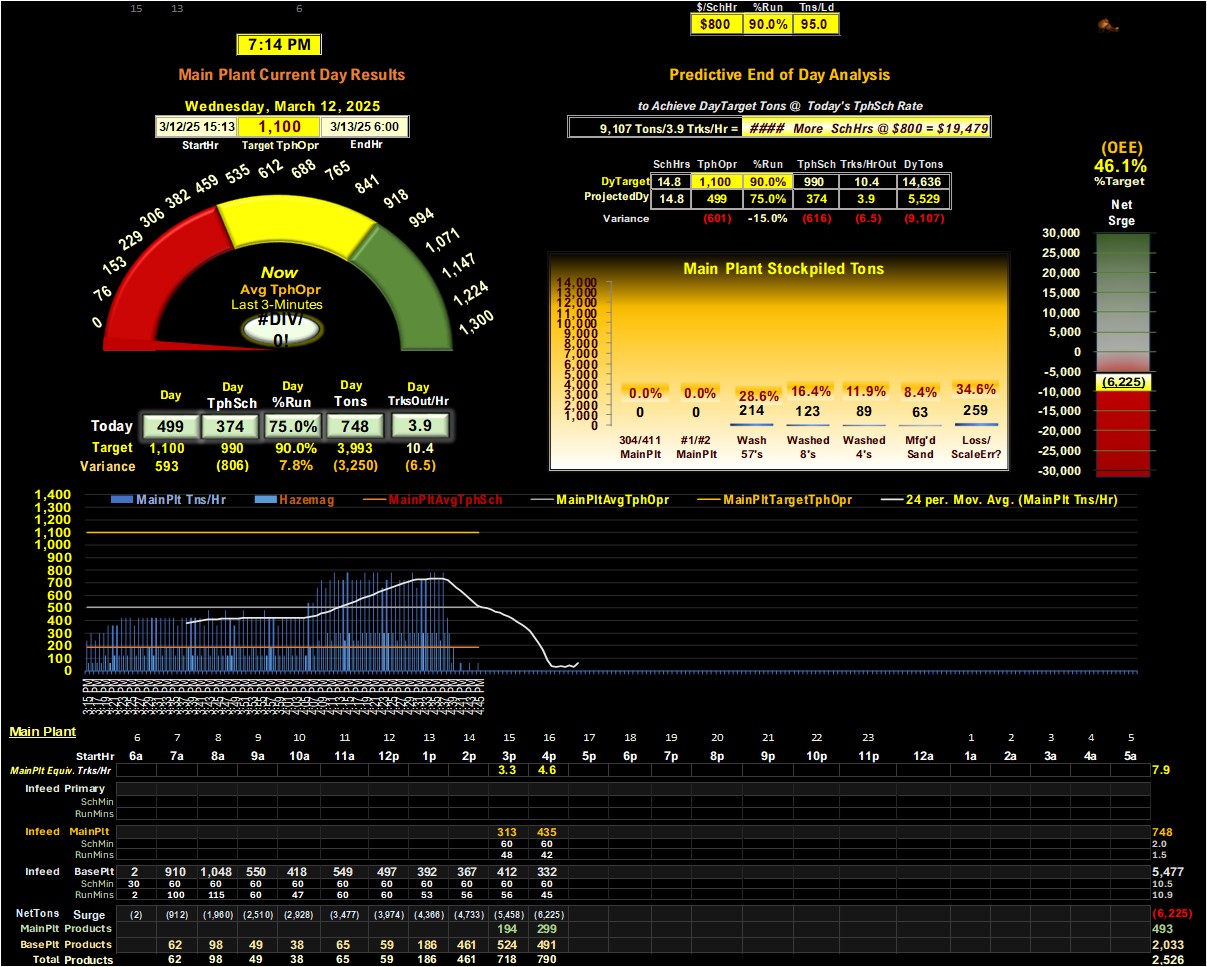 15 13 6
$/SchHr %Run Tns/Ld
$800 90.0% 95.0
7:14 PM
Main Plant Current Day Results
Predictive End of Day Analysis
Wednesday, March 12, 2025
to Achieve DayTarget Tons @ Today's TphSch Rate
3/12/25 15:13 1,100 3/13/25 6:00
9,107 Tons/3.9 Trks/Hr = #### More SchHrs @ $800 = $19,479
StartHr Target TphOpr EndHr
(OEE)
46.1%
%Target
SchHrs TphOpr %Run TphSch Trks/HrOut DyTons
DyTarget 14.8 1,100 90.0% 990 10.4 14,636
ProjectedDy 14.8 499 75.0% 374 3.9 5,529
Variance (601) -15.0% (616) (6.5) (9,107)
Net
Srge
0 76 153 229 306 382 459 535 612 688 765 841 918 994 1,071 1,147 1,224 1,300
Now
Avg TphOpr
Last 3-Minutes
#DIV/
0!
Main Plant Stockpiled Tons
14,000
13,000
12,000
11,000
10,000
9,000
8,000
7,000
6,000
5,000
4,000
3,000
2,000
1,000
0
0.0% 0.0% 28.6% 16.4% 11.9% 8.4% 34.6%
0 0 214 123 89 63 259
304/411 #1/#2 Wash Washed Washed Mfg'd Loss/
MainPlt MainPlt 57's 8's 4's Sand ScaleErr?
30,000
25,000
20,000
15,000
10,000
5,000
0
-5,000
(6,225)
-10,000
-15,000
-20,000
-25,000
-30,000
Day Day Day Day Day
TphSch %Run Tons TrksOut/Hr
Today 499 374 75.0% 748 3.9
Target 1,100 990 90.0% 3,993 10.4
Variance 593 (806) 7.8% (3,250) (6.5)
MainPlt Tns/Hr Hazemag MainPltAvgTphSch MainPltAvgTphOpr MainPltTargetTphOpr 24 per. Mov. Avg. (MainPlt Tns/Hr)
1,400
1,300
1,200
1,100
1,000
900
800
700
600
500
400
300
200
100
0
Main Plant
6 7 8 9 10 11 12 13 14 15 16 17 18 19 20 21 22 23 1 2 3 4 5
StartHr 6a 7a 8a 9a 10a 11a 12p 1p 2p 3p 4p 5p 6p 7p 8p 9p 10p 11p 12a 1a 2a 3a 4a 5a
MainPlt Equiv. Trks/Hr 3.3 4.6 7.9
Infeed Primary
SchMin
RunMins
Infeed MainPlt 313 435 748
SchMin 60 60 2.0
RunMins 48 42 1.5
Infeed BasePlt 2 910 1,048 550 418 549 497 392 367 412 332 5,477
SchMin 30 60 60 60 60 60 60 60 60 60 60 10.5
RunMins 2 100 115 60 47 60 60 53 56 56 45 10.9
NetTons Surge (2) (912) (1,960) (2,510) (2,928) (3,477) (3,974) (4,366) (4,733) (5,458) (6,225) (6,225)
MainPlt Products 194 299 493
BasePlt Products 62 98 49 38 65 59 186 461 524 491 2,033
Total Products 62 98 49 38 65 59 186 461 718 790 2,526